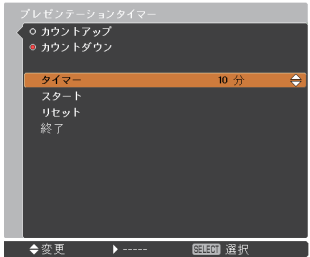 プレゼンテーションタイマー
カウントアップ
カウントダウン
タイマー 10 分
スタート
リセット
終了
変更 ----- SELECT 選択